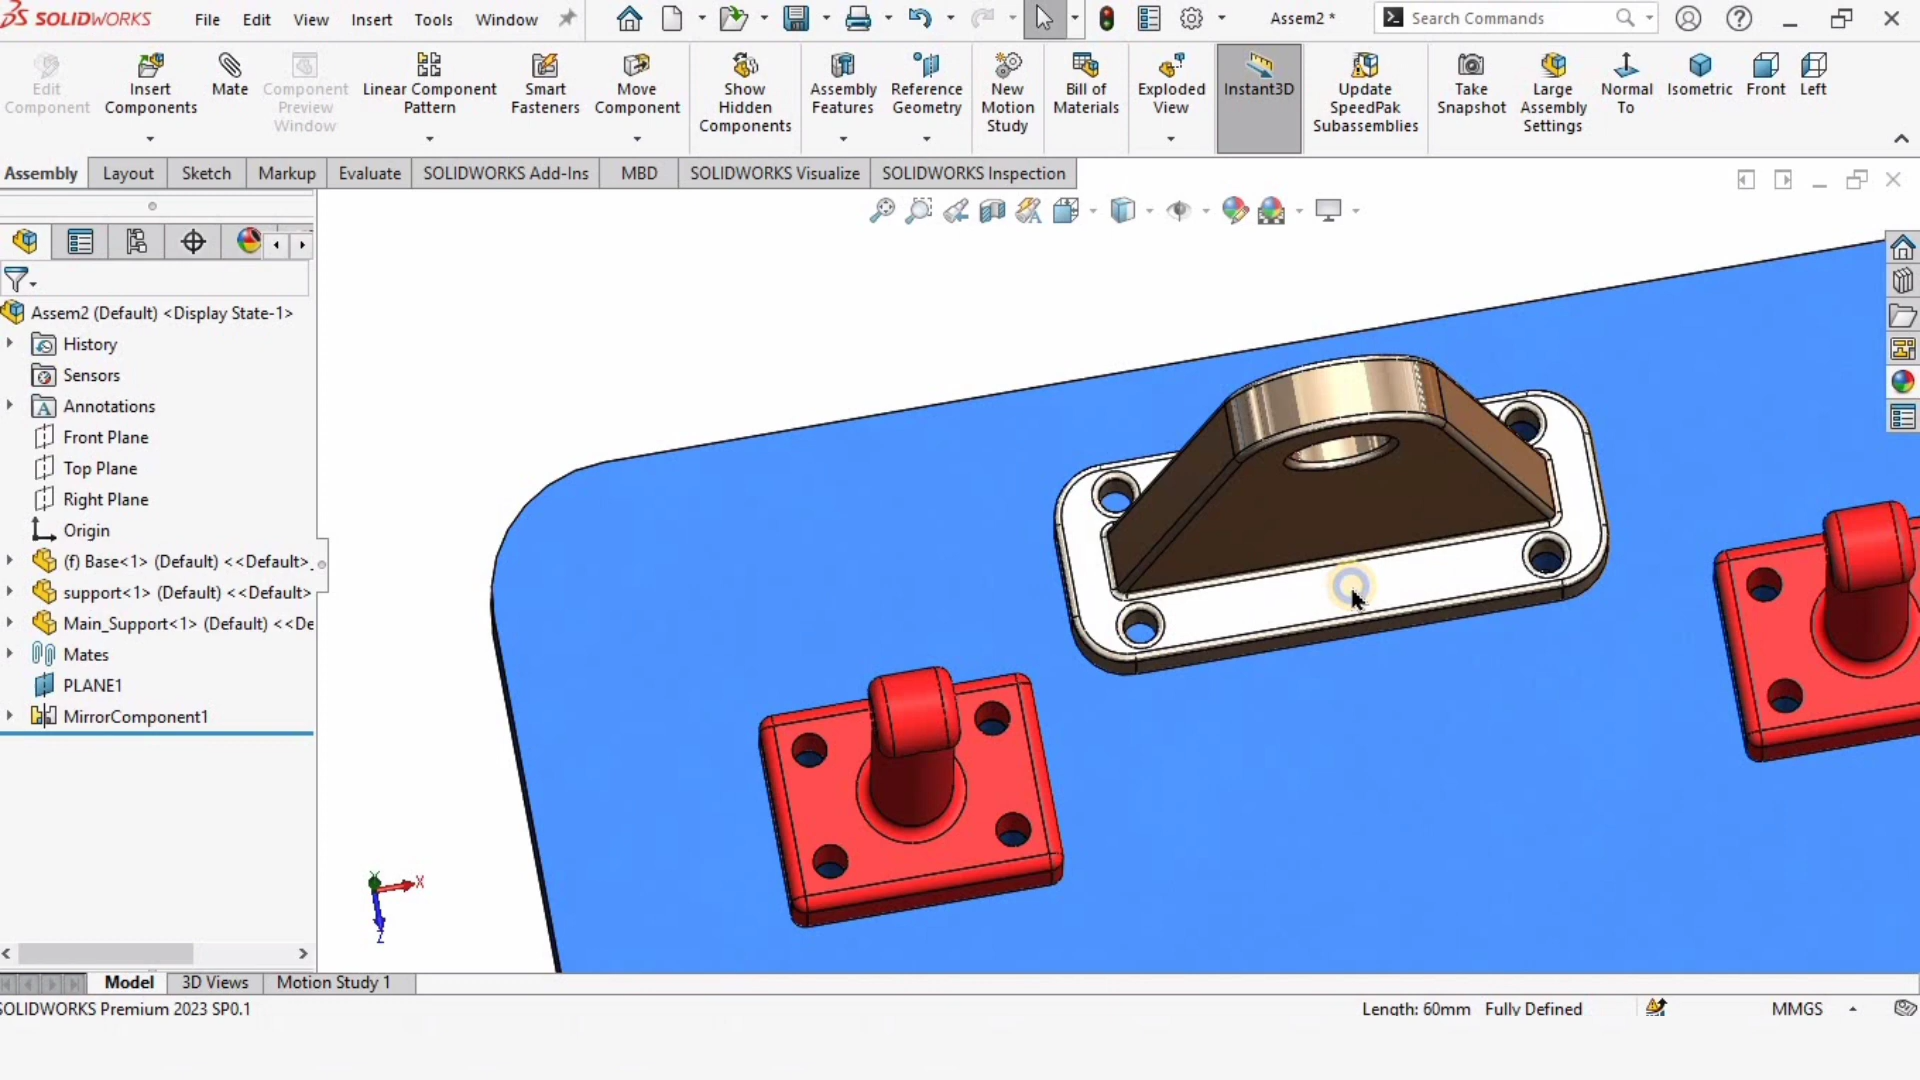 SOLIDWORKS File Edit View Insert Tools Window Assem2 * Search Commands
Edit Component
Insert Components
Mate
Component Preview Window
Linear Component Pattern
Smart Fasteners
Move Component
Show Hidden Components
Assembly Features
Reference Geometry
New Motion Study
Bill of Materials
Exploded View
Instant3D
Update SpeedPak Subassemblies
Take Snapshot
Large Assembly Settings
Normal To
Isometric
Front
Left
Assembly Layout Sketch Markup Evaluate SOLIDWORKS Add-Ins MBD SOLIDWORKS Visualize SOLIDWORKS Inspection
Assem2 (Default) <Display State-1>
History
Sensors
A Annotations
Front Plane
Top Plane
Right Plane
Origin
(f) Base<1> (Default) <<Default>_
support<1> (Default) <<Default>
Main_Support<1> (Default) <<De
Mates
PLANE1
MirrorComponent1
Y
X
Z
Model 3D Views Motion Study 1
SOLIDWORKS Premium 2023 SP0.1 Length: 60mm Fully Defined MMGS